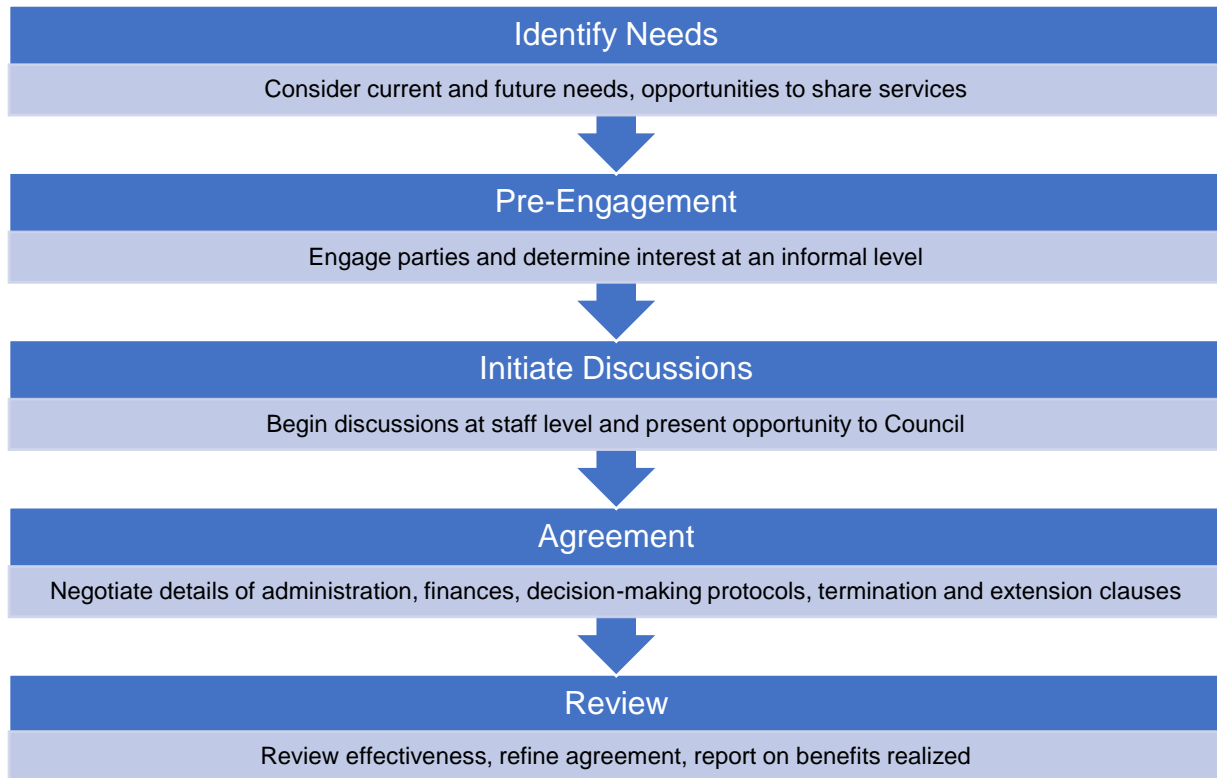 Identify Needs
Consider current and future needs, opportunities to share services
Pre-Engagement
Engage parties and determine interest at an informal level
Initiate Discussions
Begin discussions at staff level and present opportunity to Council
Agreement
Negotiate details of administration, finances, decision-making protocols, termination and extension clauses
Review
Review effectiveness, refine agreement, report on benefits realized